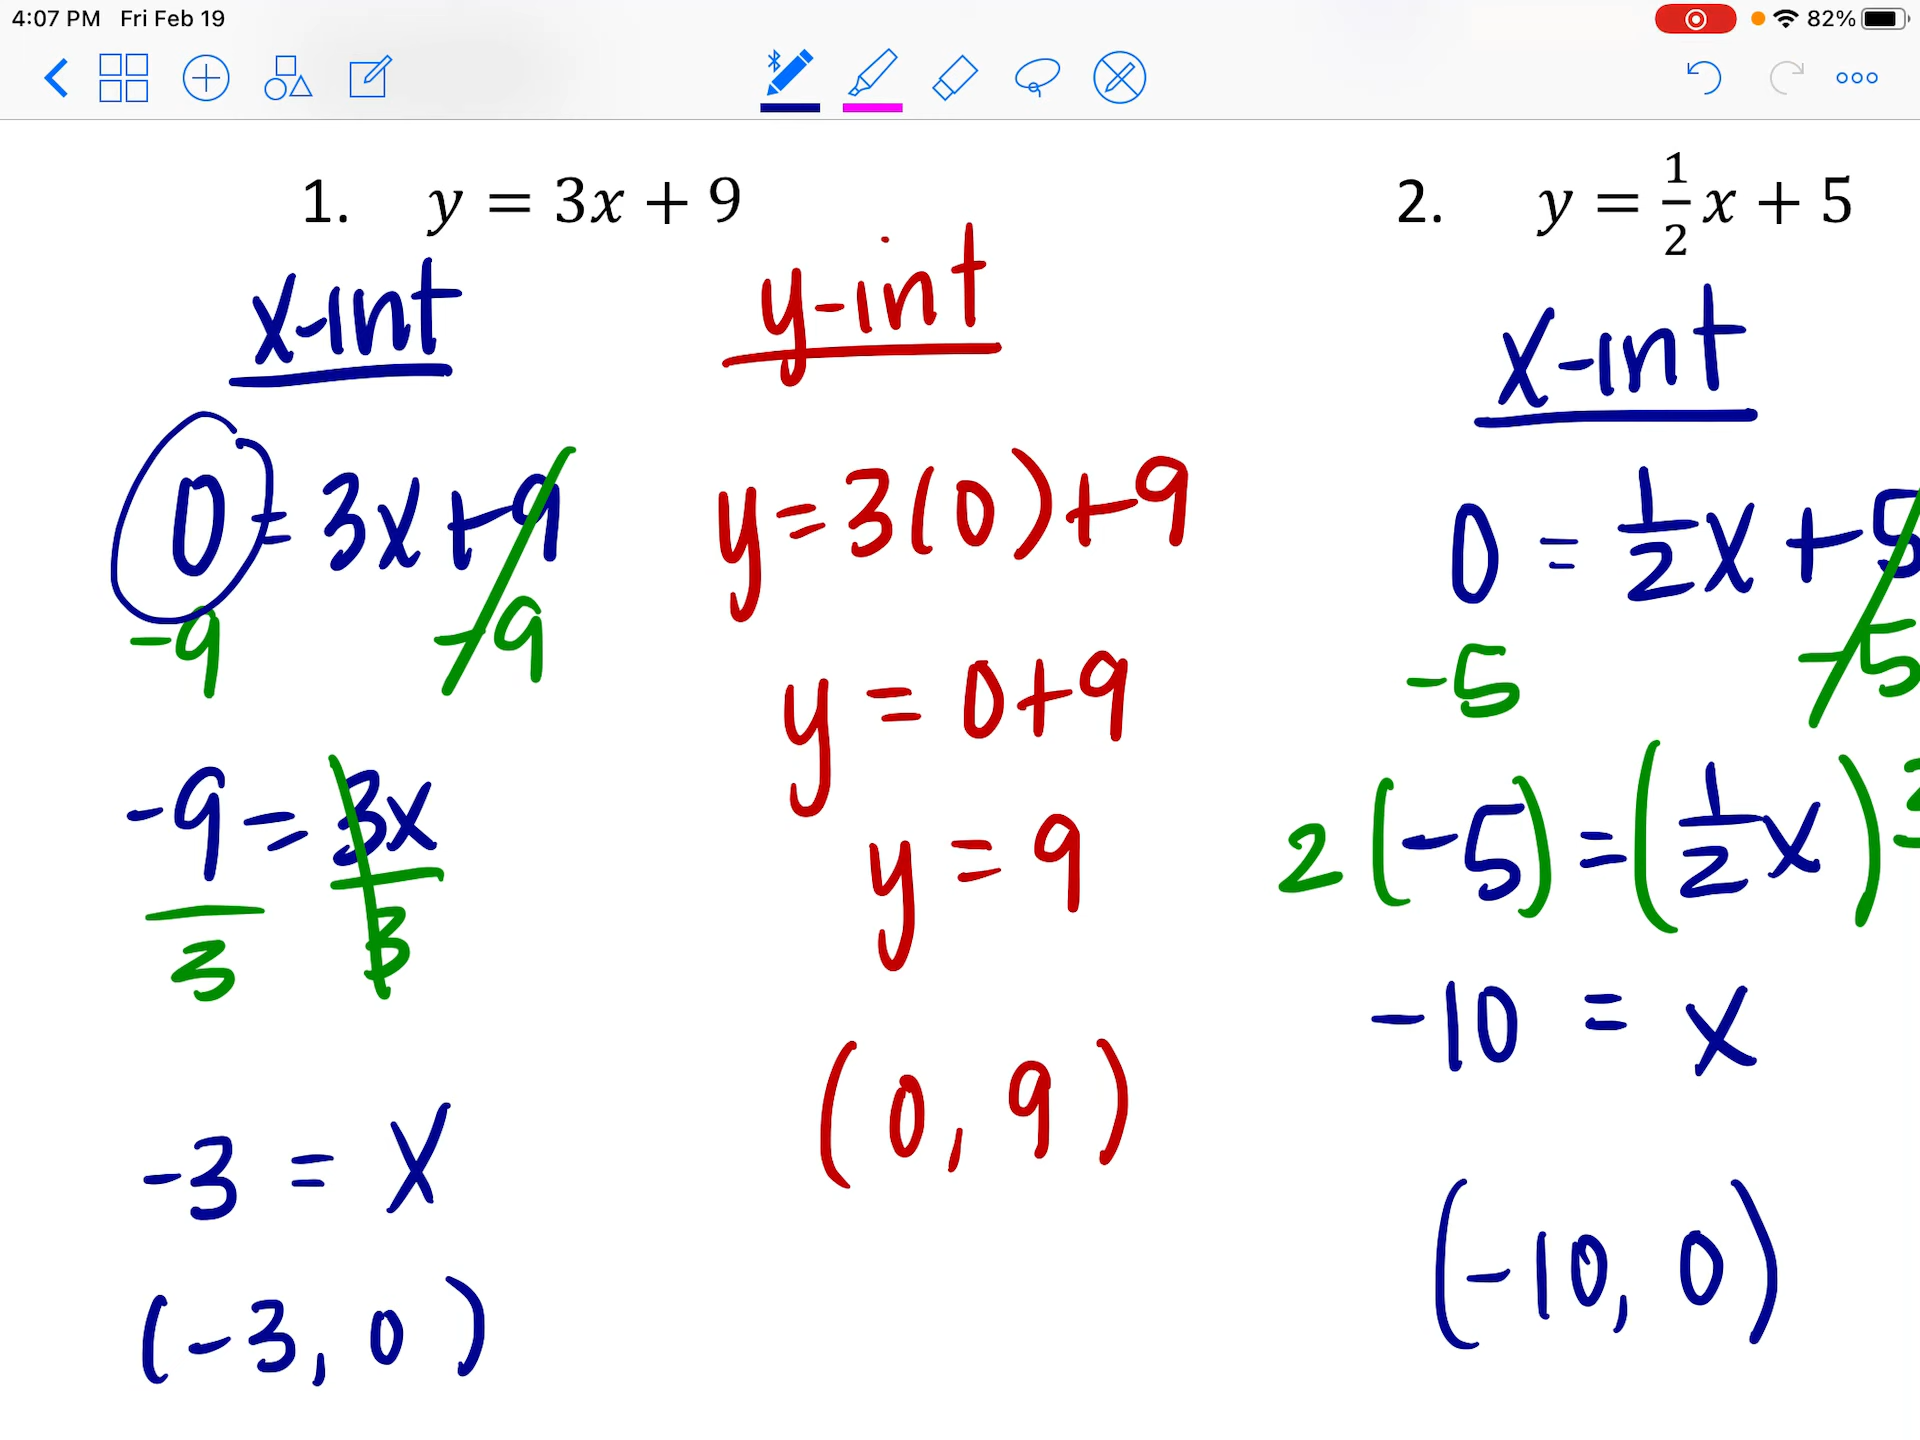 4:07 PM Fri Feb 19
82%
1. y = 3x + 9
x-int
0 = 3x + 9
-9 -9
-9 = 3x
3 3
-3 = x
(-3, 0)
y-int
y = 3(0) + 9
y = 0 + 9
y = 9
(0, 9)
2. y = 1/2 x + 5
x-int
0 = 1/2 x + 5
-5 -5
2(-5) = (1/2 x)
-10 = x
(-10, 0)